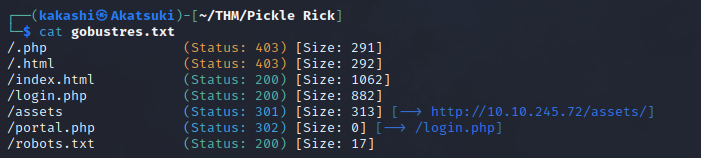 ┌──(kakashi㉿Akatsuki)-[~/THM/Pickle Rick]
└─$ cat gobustres.txt
/.php                 (Status: 403) [Size: 291]
/.html                (Status: 403) [Size: 292]
/index.html           (Status: 200) [Size: 1062]
/login.php            (Status: 200) [Size: 882]
/assets               (Status: 301) [Size: 313] [--> http://10.10.245.72/assets/]
/portal.php           (Status: 302) [Size: 0] [--> /login.php]
/robots.txt           (Status: 200) [Size: 17]